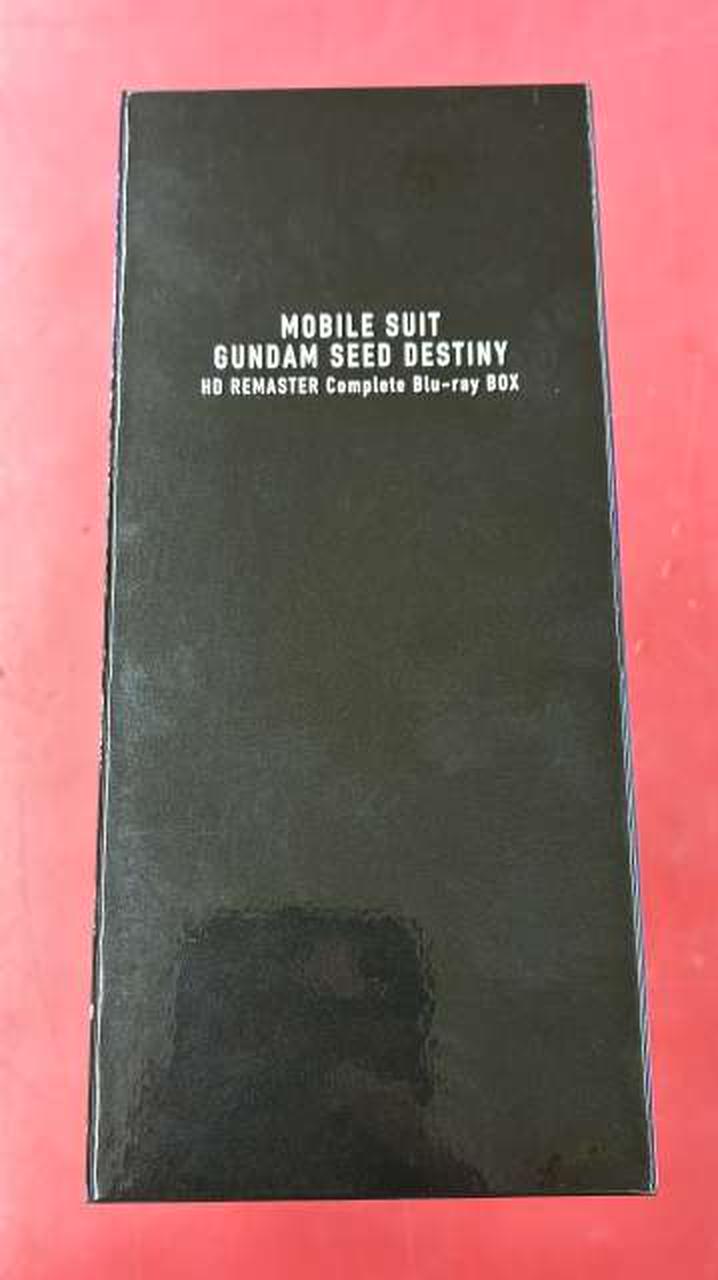 MOBILE SUIT
GUNDAM SEED DESTINY
HD REMASTER Complete Blu-ray BOX